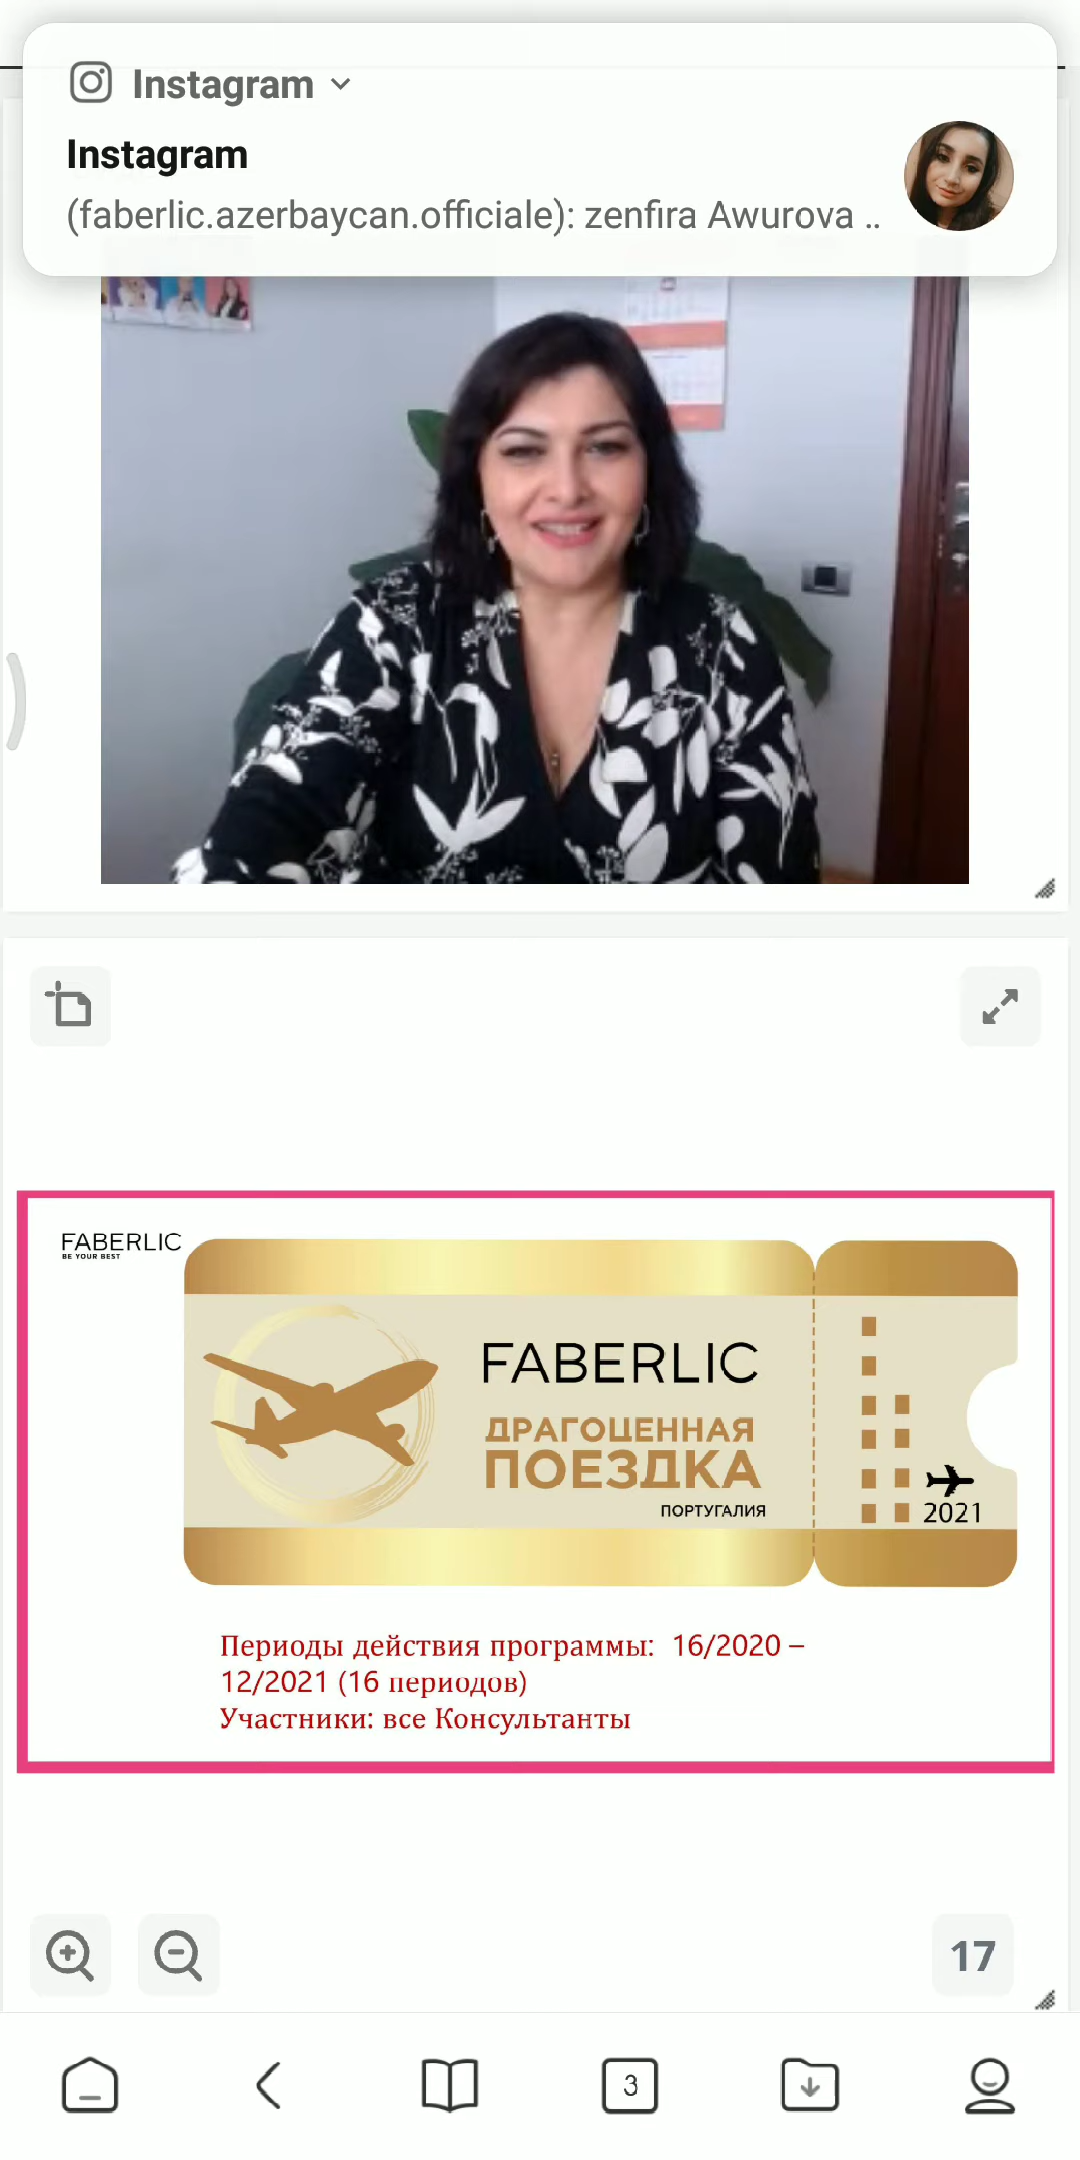 Instagram
Instagram
(faberlic.azerbaycan.officiale): zenfira Awurova ..
FABERLIC
BE YOUR BEST
FABERLIC
ДРАГОЦЕННАЯ
ПОЕЗДКА
ПОРТУГАЛИЯ
2021
Периоды действия программы: 16/2020 –
12/2021 (16 периодов)
Участники: все Консультанты
17
3